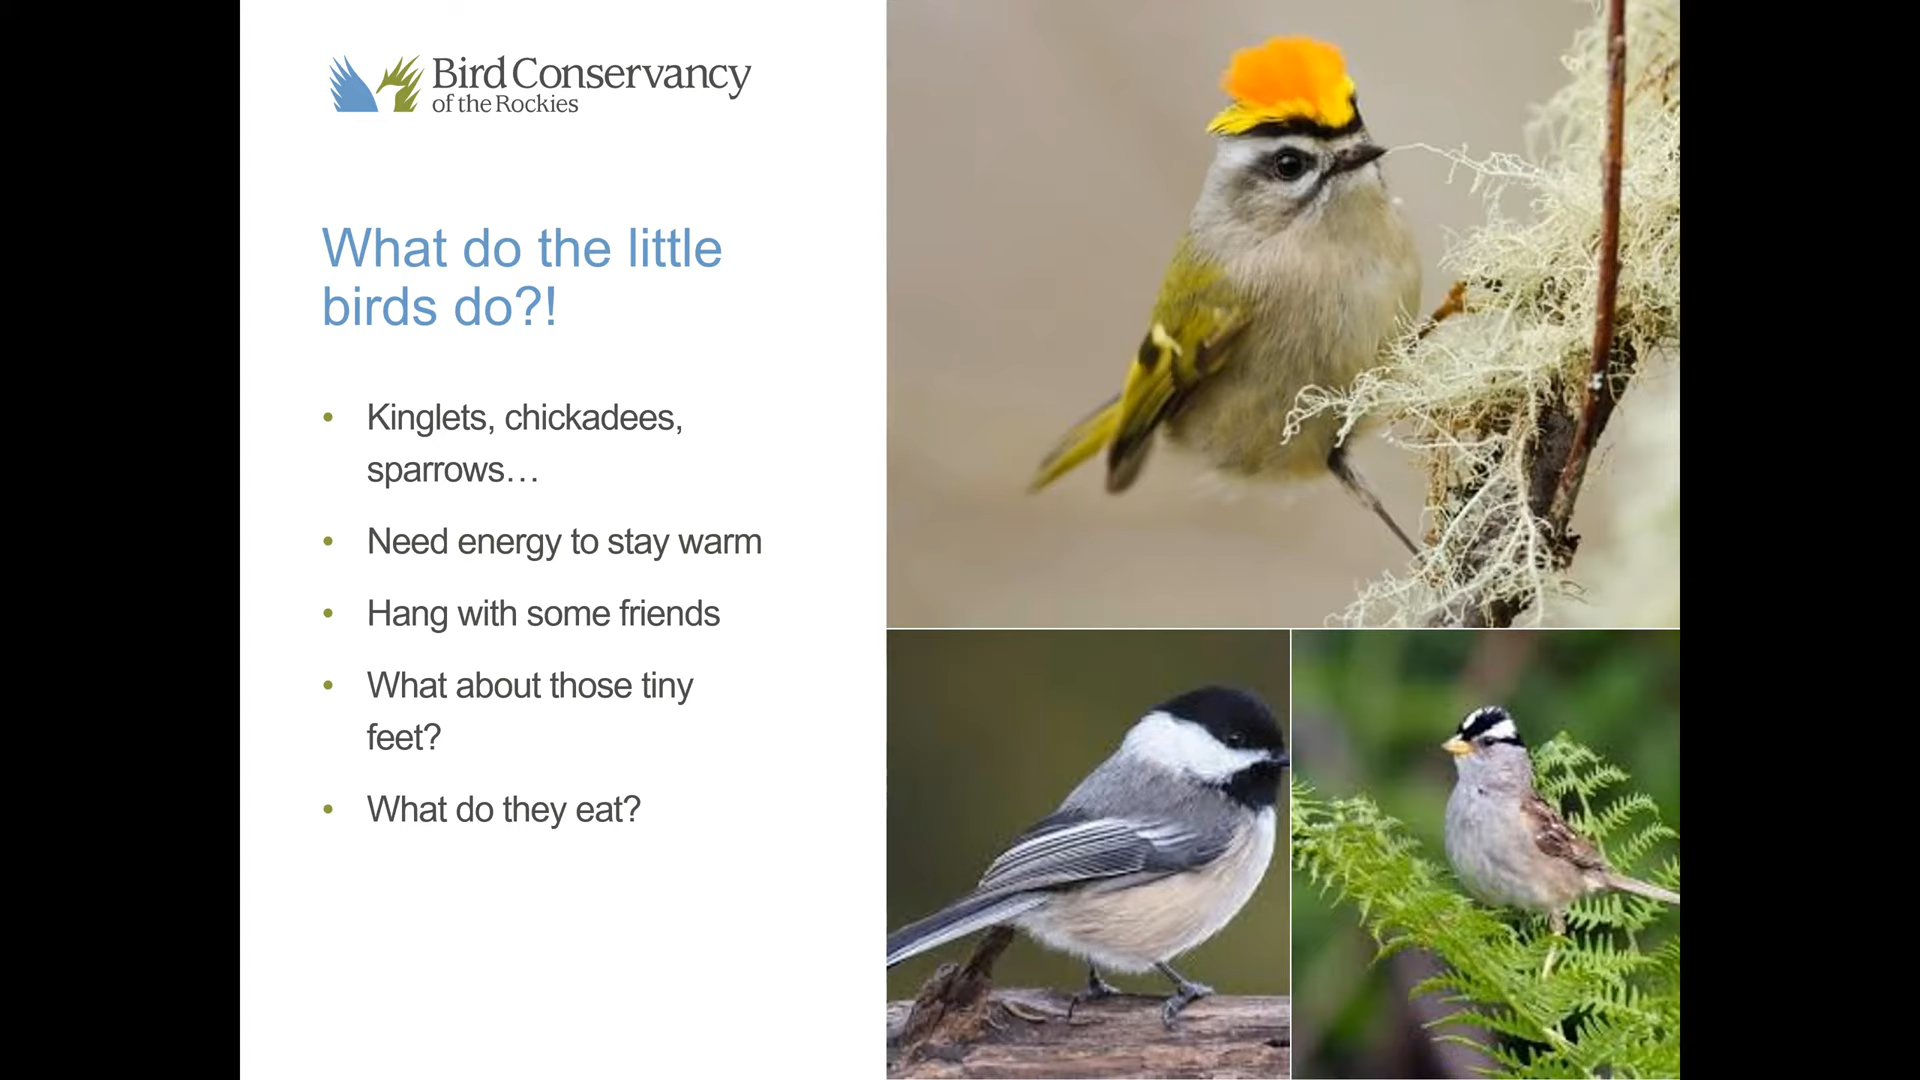 Bird Conservancy
of the Rockies
What do the little
birds do?!
• Kinglets, chickadees,
sparrows…
• Need energy to stay warm
• Hang with some friends
• What about those tiny
feet?
• What do they eat?